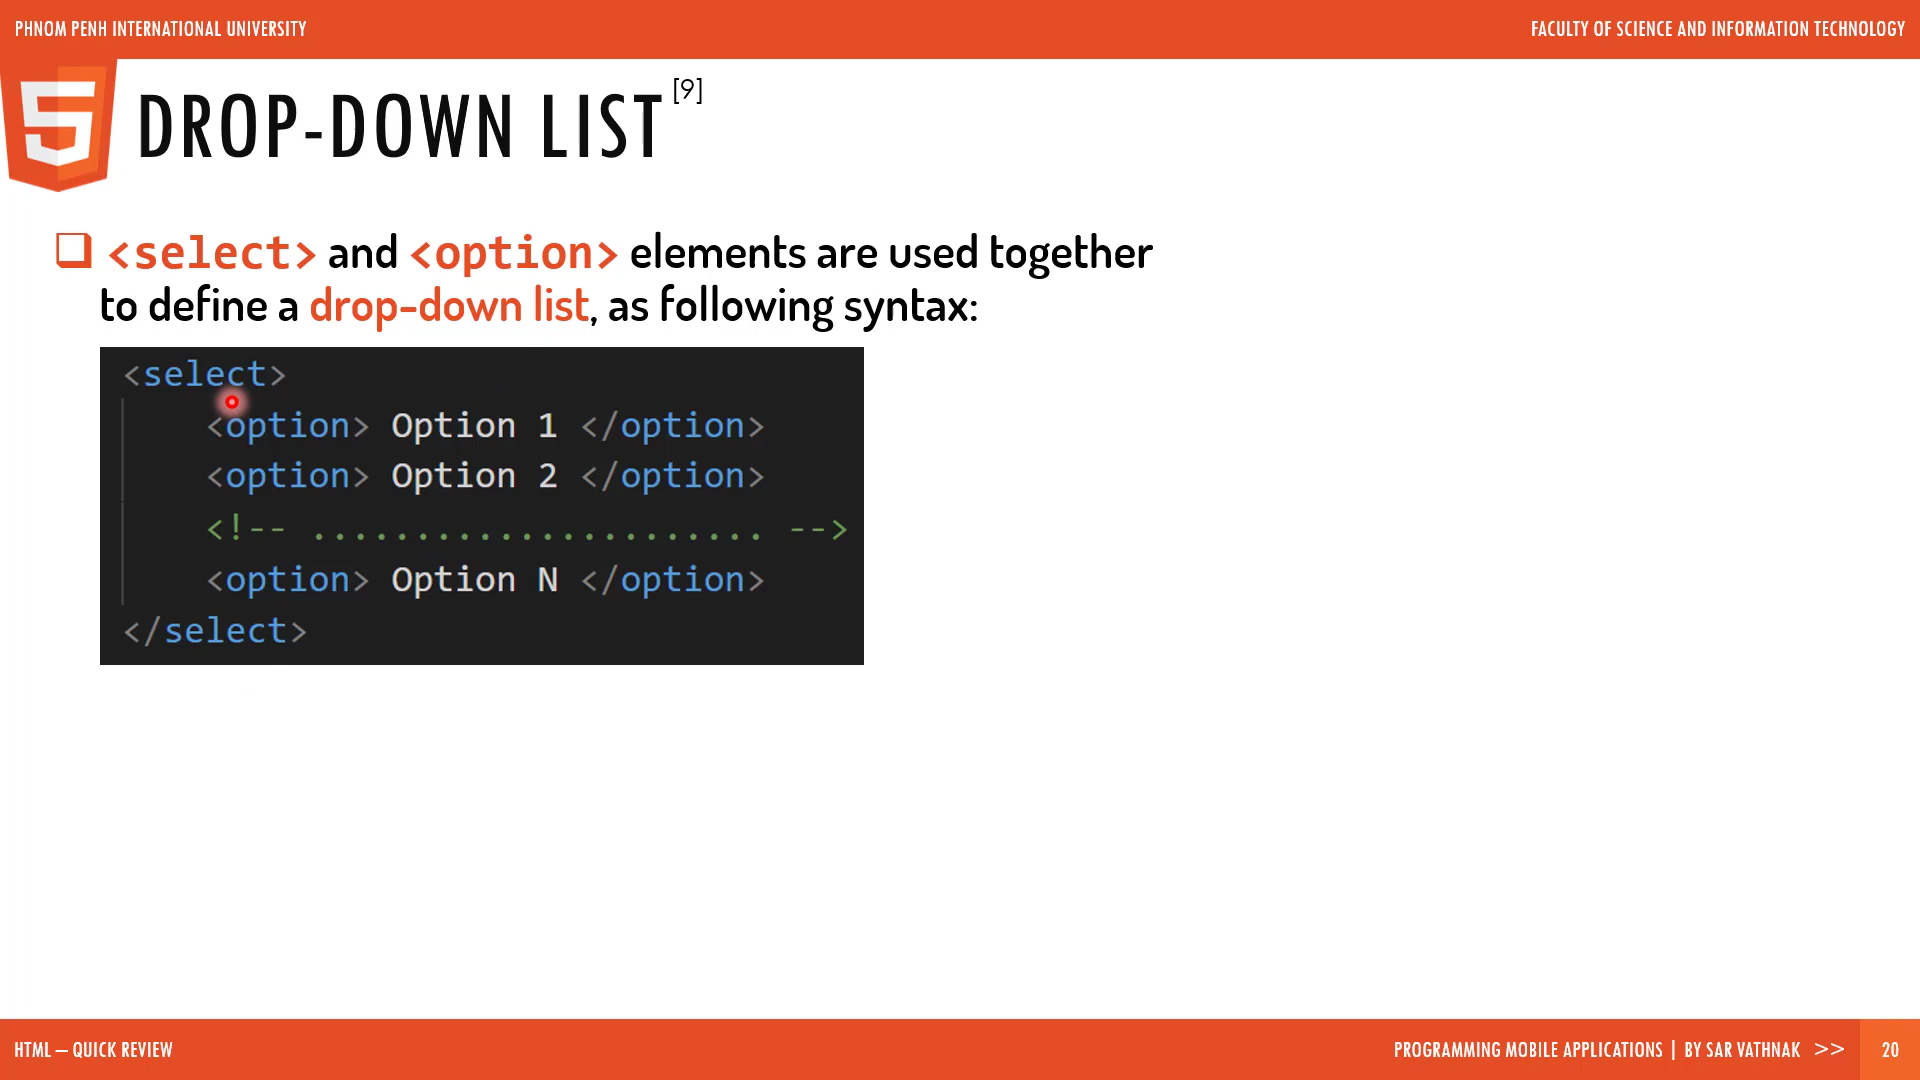 PHNOM PENH INTERNATIONAL UNIVERSITY
FACULTY OF SCIENCE AND INFORMATION TECHNOLOGY
DROP-DOWN LIST [9]
<select> and <option> elements are used together
to define a drop-down list, as following syntax:
<select>
<option> Option 1 </option>
<option> Option 2 </option>
<!-- ...................... -->
<option> Option N </option>
</select>
HTML – QUICK REVIEW
PROGRAMMING MOBILE APPLICATIONS | BY SAR VATHNAK >> 20